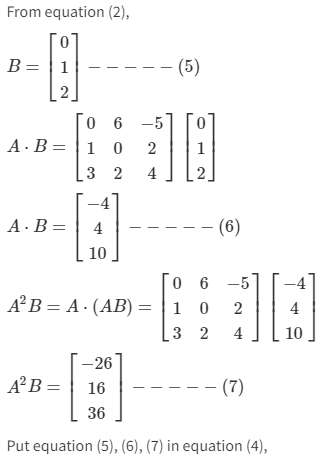 From equation (2),
B = [0; 1; 2] − − − − − (5)
A · B = [0 6 −5; 1 0 2; 3 2 4] [0; 1; 2]
A · B = [−4; 4; 10] − − − − − (6)
A²B = A · (AB) = [0 6 −5; 1 0 2; 3 2 4] [−4; 4; 10]
A²B = [−26; 16; 36] − − − − − (7)
Put equation (5), (6), (7) in equation (4),